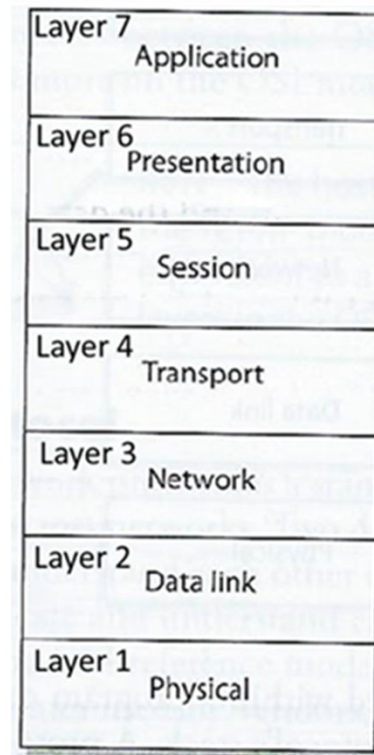 Layer 7
Application
Layer 6
Presentation
Layer 5
Session
Layer 4
Transport
Layer 3
Network
Layer 2
Data link
Layer 1
Physical